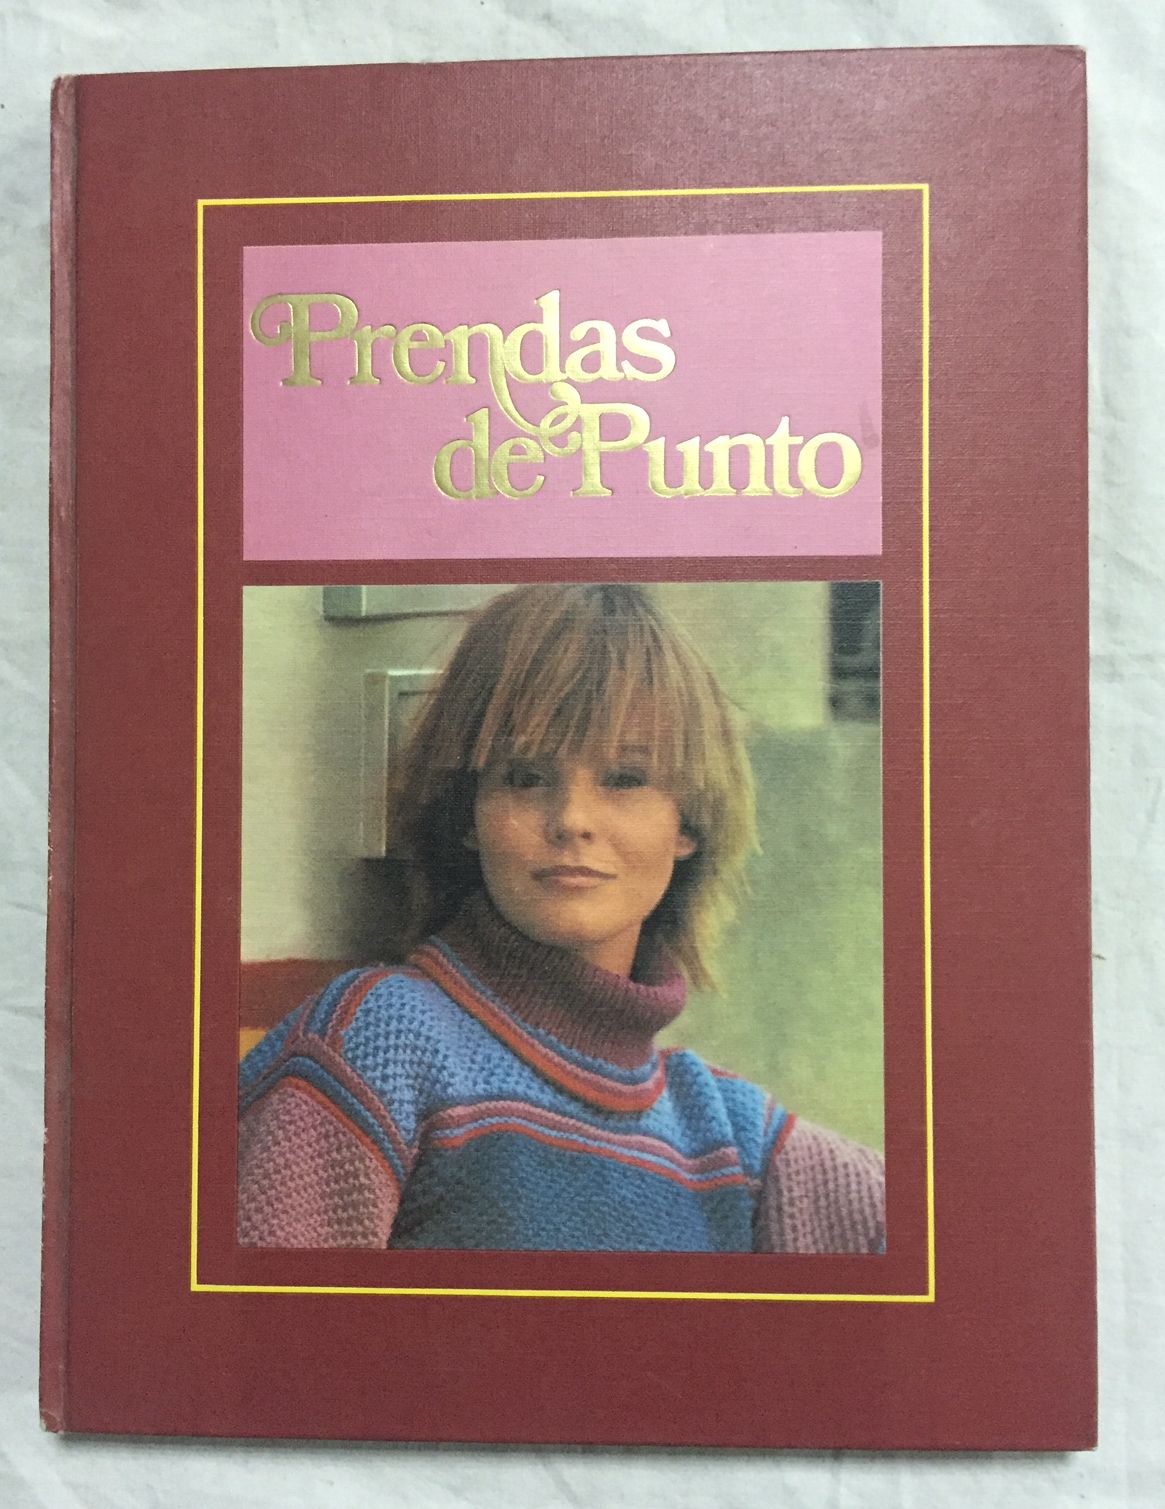 Prendas
de Punto